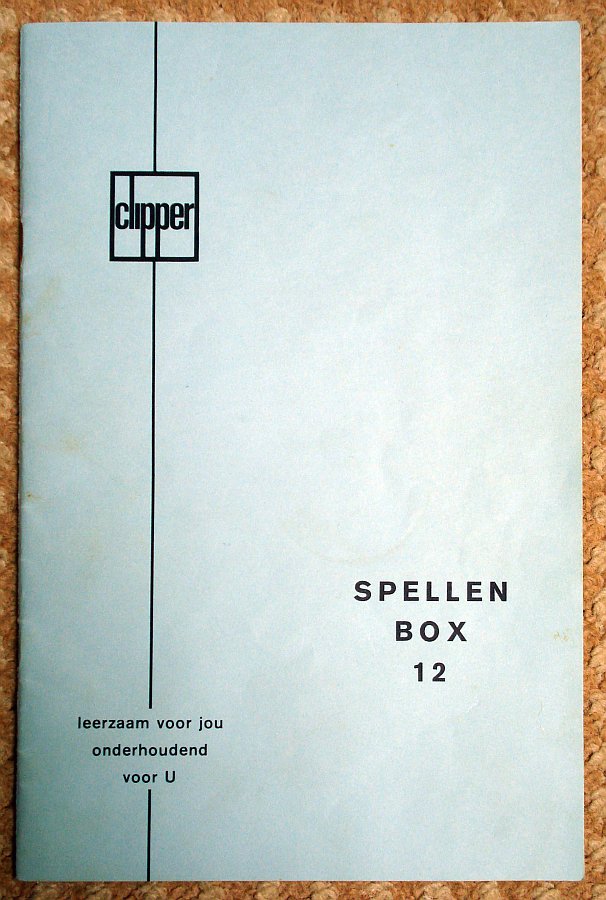 clipper
SPELLEN
BOX
12
leerzaam voor jou
onderhoudend
voor U